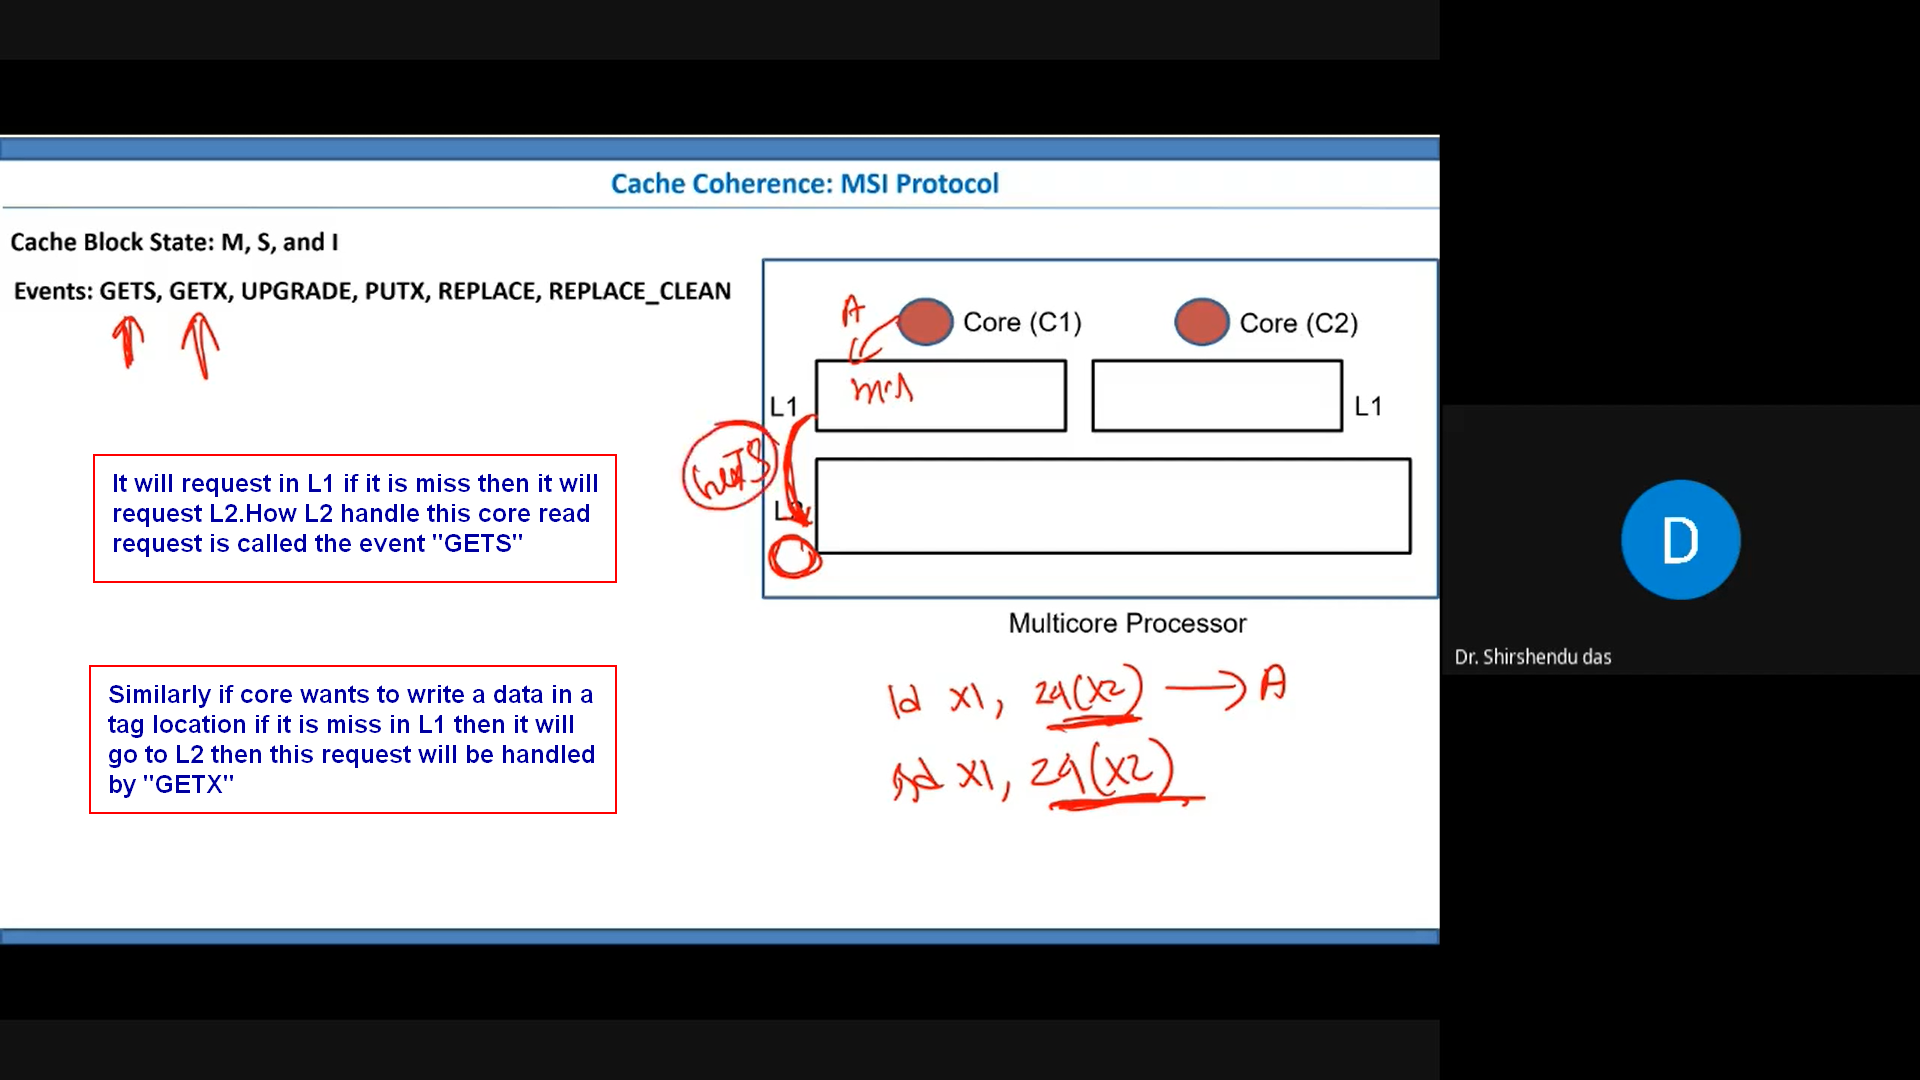 Cache Coherence: MSI Protocol
Cache Block State: M, S, and I
Events: GETS, GETX, UPGRADE, PUTX, REPLACE, REPLACE_CLEAN
A
Core (C1)
Core (C2)
miss
L1
L1
GETS
L2
It will request in L1 if it is miss then it will
request L2.How L2 handle this core read
request is called the event "GETS"
Multicore Processor
Similarly if core wants to write a data in a
tag location if it is miss in L1 then it will
go to L2 then this request will be handled
by "GETX"
ld x1, 24(x2) → A
sd x1, 24(x2)
D
Dr. Shirshendu das